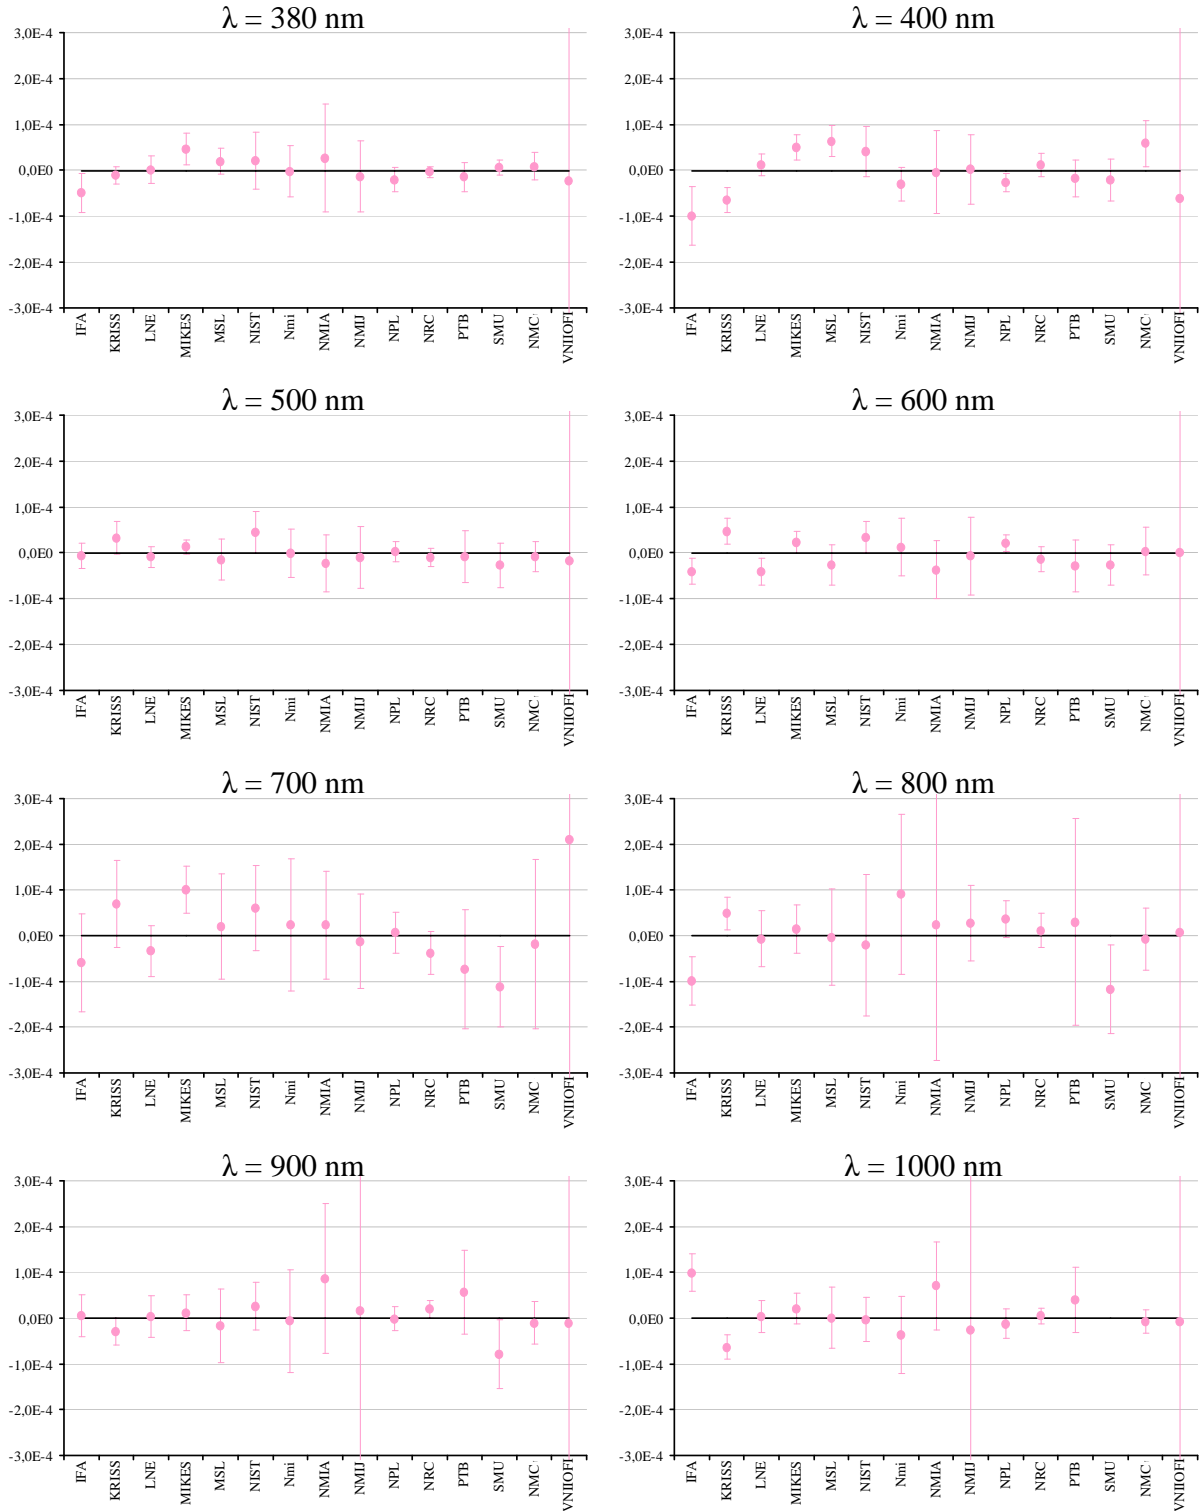 λ = 380 nm
3,0E-4
2,0E-4
1,0E-4
0,0E0
-1,0E-4
-2,0E-4
-3,0E-4
IFA
KRISS
LNE
MIKES
MSL
NIST
Nmi
NMIA
NMIJ
NPL
NRC
PTB
SMU
NMC
VNIIOFI
λ = 400 nm
3,0E-4
2,0E-4
1,0E-4
0,0E0
-1,0E-4
-2,0E-4
-3,0E-4
IFA
KRISS
LNE
MIKES
MSL
NIST
Nmi
NMIA
NMIJ
NPL
NRC
PTB
SMU
NMC
VNIIOFI
λ = 500 nm
3,0E-4
2,0E-4
1,0E-4
0,0E0
-1,0E-4
-2,0E-4
-3,0E-4
IFA
KRISS
LNE
MIKES
MSL
NIST
Nmi
NMIA
NMIJ
NPL
NRC
PTB
SMU
NMC
VNIIOFI
λ = 600 nm
3,0E-4
2,0E-4
1,0E-4
0,0E0
-1,0E-4
-2,0E-4
-3,0E-4
IFA
KRISS
LNE
MIKES
MSL
NIST
Nmi
NMIA
NMIJ
NPL
NRC
PTB
SMU
NMC
VNIIOFI
λ = 700 nm
3,0E-4
2,0E-4
1,0E-4
0,0E0
-1,0E-4
-2,0E-4
-3,0E-4
IFA
KRISS
LNE
MIKES
MSL
NIST
Nmi
NMIA
NMIJ
NPL
NRC
PTB
SMU
NMC
VNIIOFI
λ = 800 nm
3,0E-4
2,0E-4
1,0E-4
0,0E0
-1,0E-4
-2,0E-4
-3,0E-4
IFA
KRISS
LNE
MIKES
MSL
NIST
Nmi
NMIA
NMIJ
NPL
NRC
PTB
SMU
NMC
VNIIOFI
λ = 900 nm
3,0E-4
2,0E-4
1,0E-4
0,0E0
-1,0E-4
-2,0E-4
-3,0E-4
IFA
KRISS
LNE
MIKES
MSL
NIST
Nmi
NMIA
NMIJ
NPL
NRC
PTB
SMU
NMC
VNIIOFI
λ = 1000 nm
3,0E-4
2,0E-4
1,0E-4
0,0E0
-1,0E-4
-2,0E-4
-3,0E-4
IFA
KRISS
LNE
MIKES
MSL
NIST
Nmi
NMIA
NMIJ
NPL
NRC
PTB
SMU
NMC
VNIIOFI